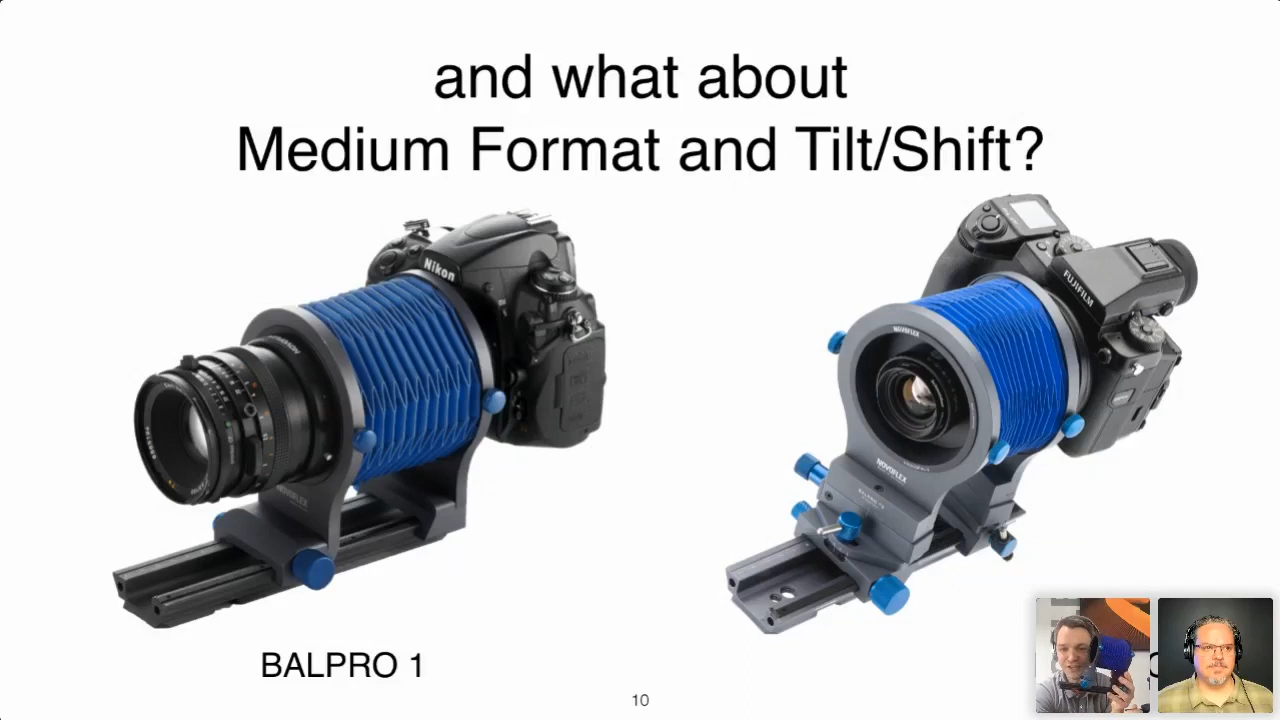 and what about
Medium Format and Tilt/Shift?
Nikon
FUJIFILM
NOVOFLEX
NOVOFLEX
NOVOFLEX
BALPRO 1
10